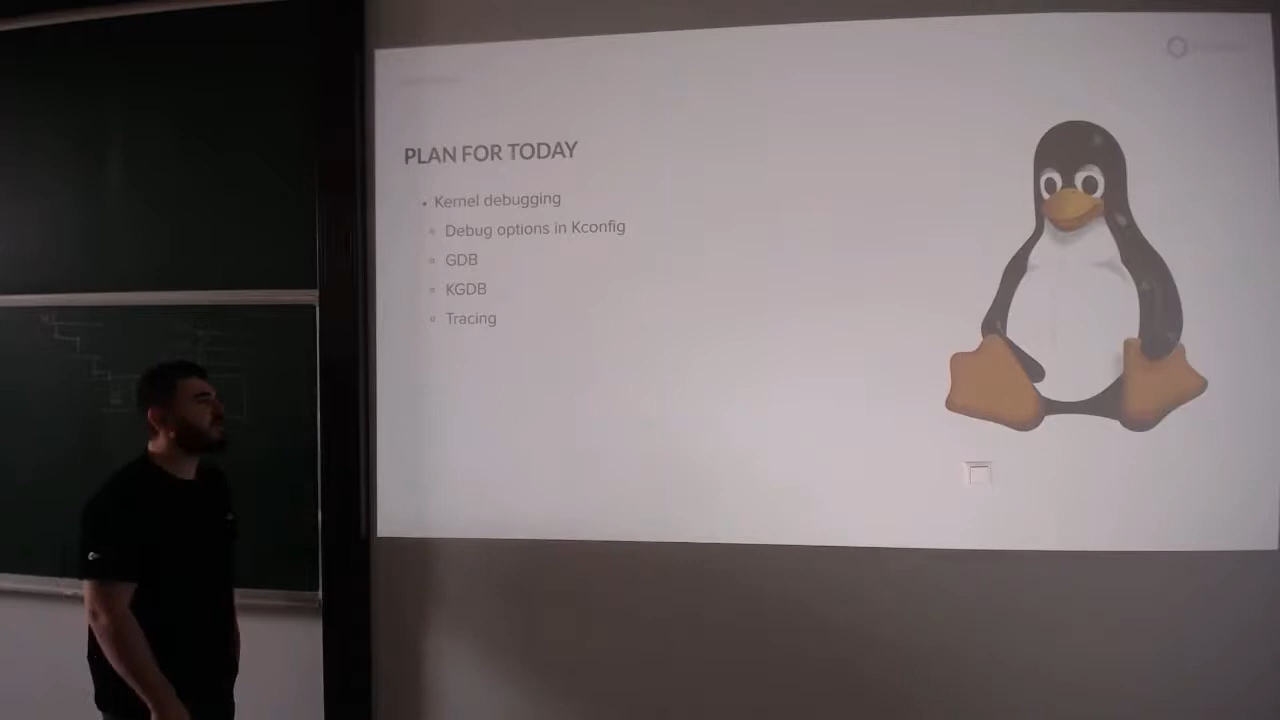 PLAN FOR TODAY
• Kernel debugging
◦ Debug options in Kconfig
◦ GDB
◦ KGDB
◦ Tracing